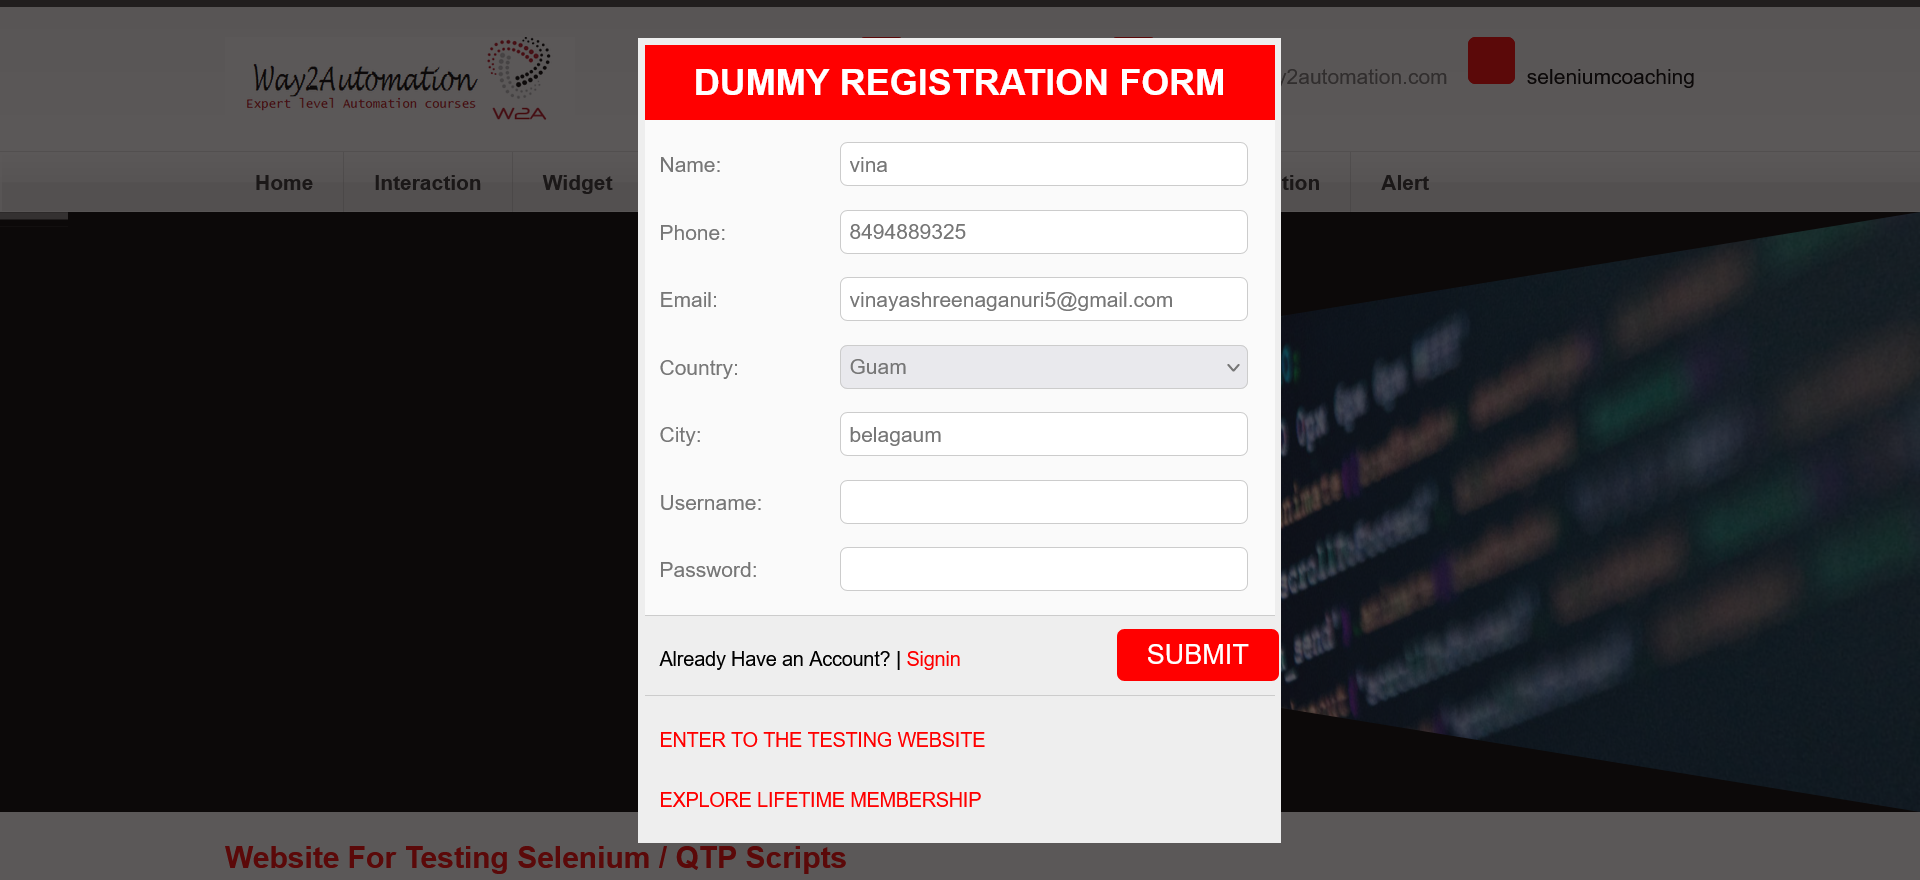 Way2Automation
Expert level Automation courses
W2A
2automation.com
seleniumcoaching
Home
Interaction
Widget
tion
Alert
DUMMY REGISTRATION FORM
Name:
vina
Phone:
8494889325
Email:
vinayashreenaganuri5@gmail.com
Country:
Guam
City:
belagaum
Username:
Password:
Already Have an Account? | Signin
SUBMIT
ENTER TO THE TESTING WEBSITE
EXPLORE LIFETIME MEMBERSHIP
Website For Testing Selenium / QTP Scripts